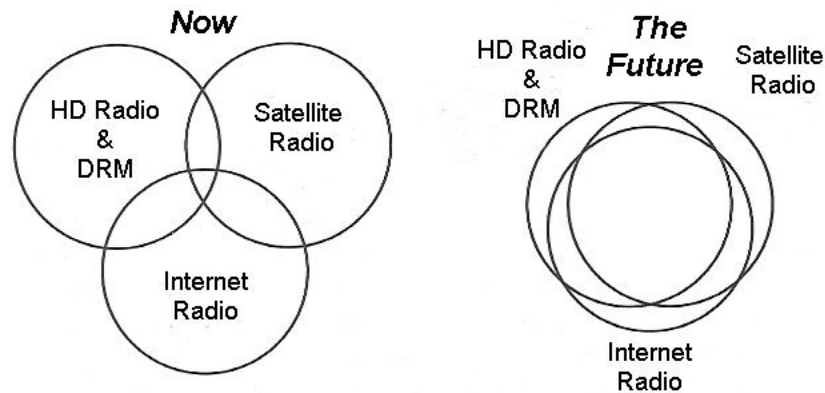 Now
HD Radio
&
DRM
Satellite
Radio
Internet
Radio
The
Future
HD Radio
&
DRM
Satellite
Radio
Internet
Radio